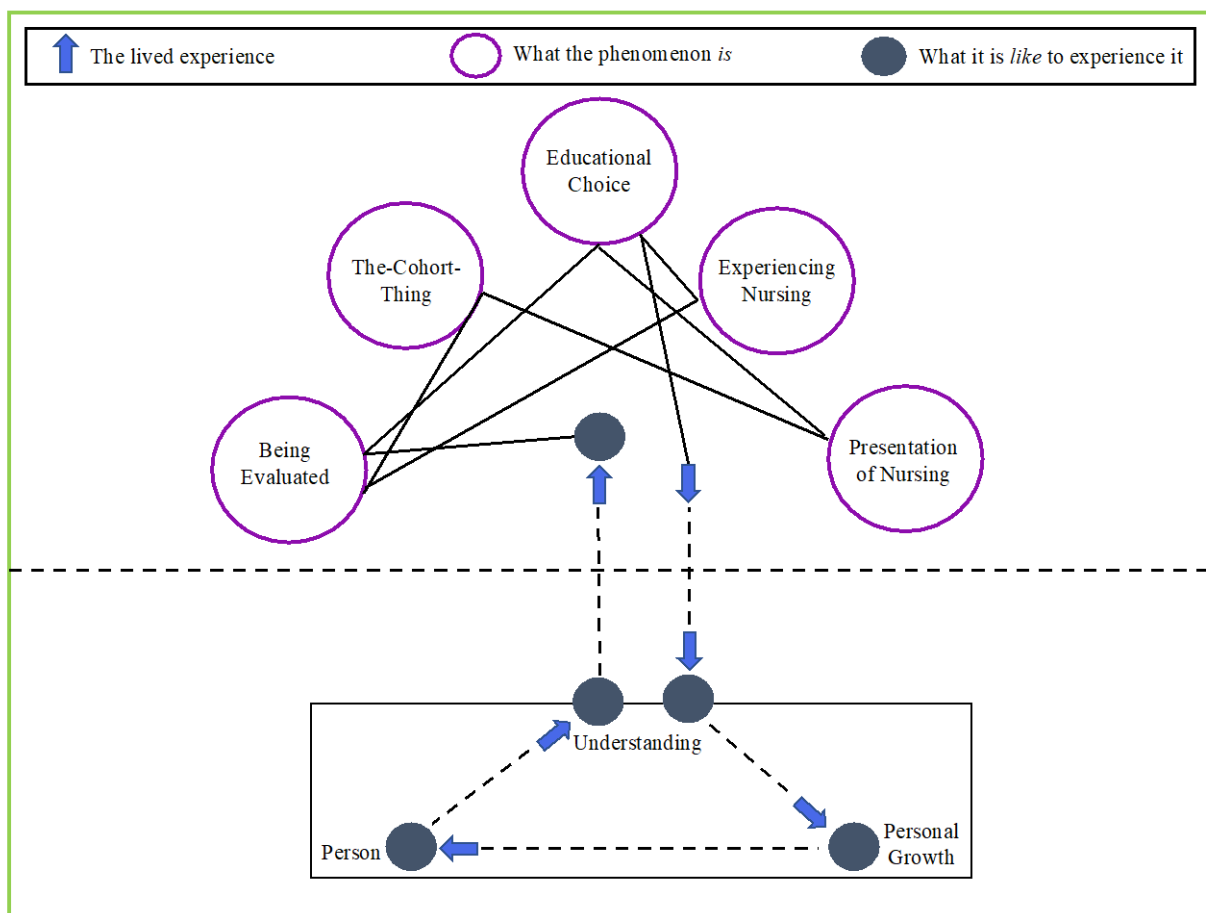 The lived experience
What the phenomenon is
What it is like to experience it
Educational
Choice
The-Cohort-
Thing
Experiencing
Nursing
Being
Evaluated
Presentation
of Nursing
Understanding
Person
Personal
Growth